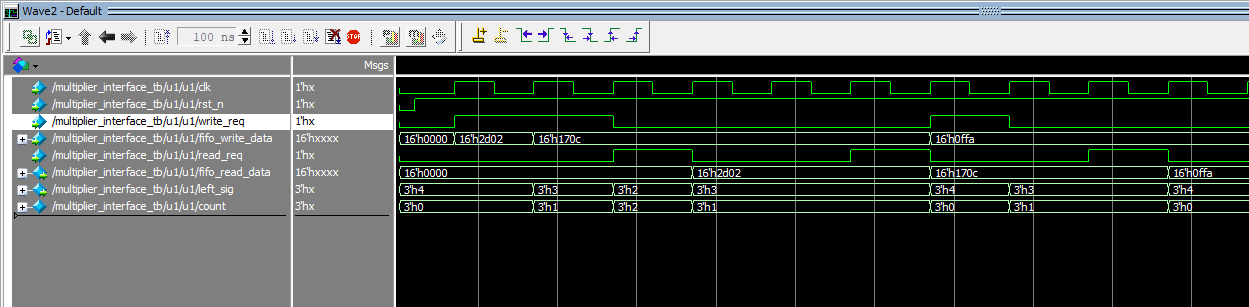 Wave2 - Default
100 ns
STOP
Msgs
/multiplier_interface_tb/u1/u1/clk 1'hx
/multiplier_interface_tb/u1/u1/rst_n 1'hx
/multiplier_interface_tb/u1/u1/write_req 1'hx
/multiplier_interface_tb/u1/u1/fifo_write_data 16'hxxxx 16'h0000 16'h2d02 16'h170c 16'h0ffa
/multiplier_interface_tb/u1/u1/read_req 1'hx
/multiplier_interface_tb/u1/u1/fifo_read_data 16'hxxxx 16'h0000 16'h2d02 16'h170c 16'h0ffa
/multiplier_interface_tb/u1/u1/left_sig 3'hx 3'h4 3'h3 3'h2 3'h3 3'h4 3'h3 3'h4
/multiplier_interface_tb/u1/u1/count 3'hx 3'h0 3'h1 3'h2 3'h1 3'h0 3'h1 3'h0